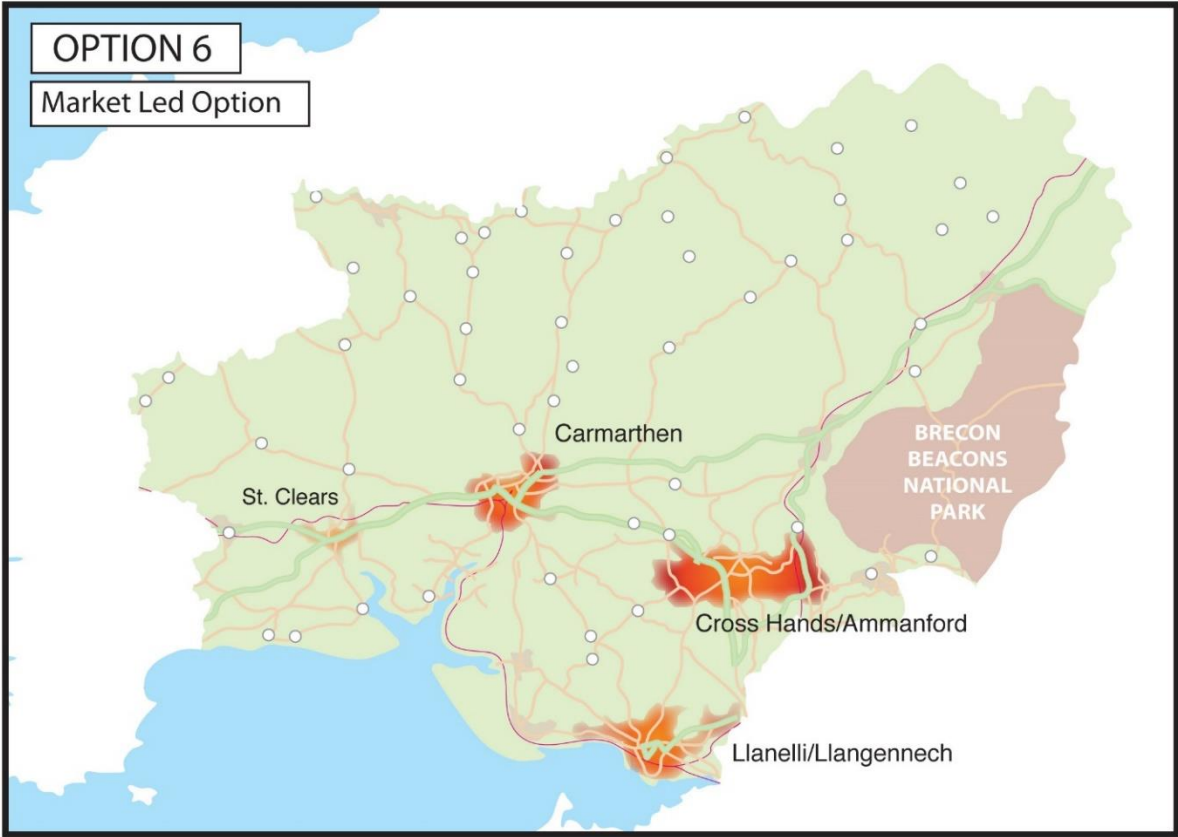 OPTION 6
Market Led Option
Carmarthen
BRECON
BEACONS
NATIONAL
PARK
St. Clears
Cross Hands/Ammanford
Llanelli/Llangennech